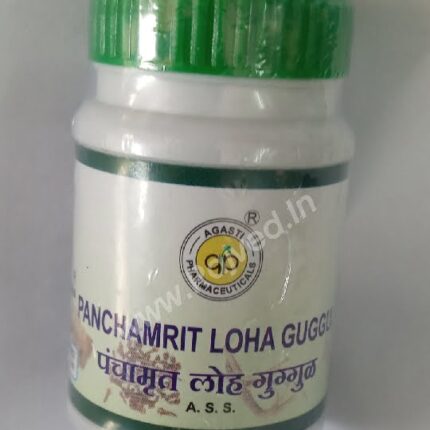 AGASTI
PHARMACEUTICALS
®
PANCHAMRIT LOHA GUGGU
पंचामृत लोह गुग्गुळ
A. S. S.